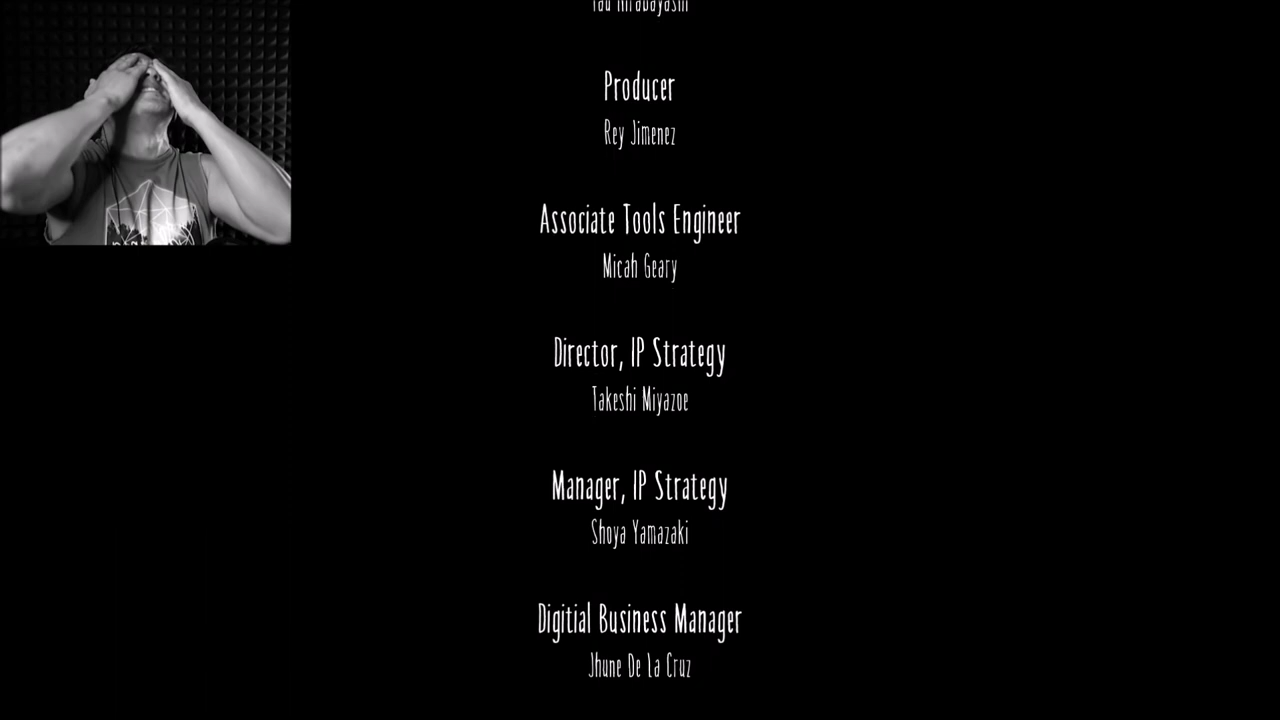 Producer
Rey Jimenez
Associate Tools Engineer
Micah Geary
Director, IP Strategy
Takeshi Miyazoe
Manager, IP Strategy
Shoya Yamazaki
Digitial Business Manager
Jhune De La Cruz